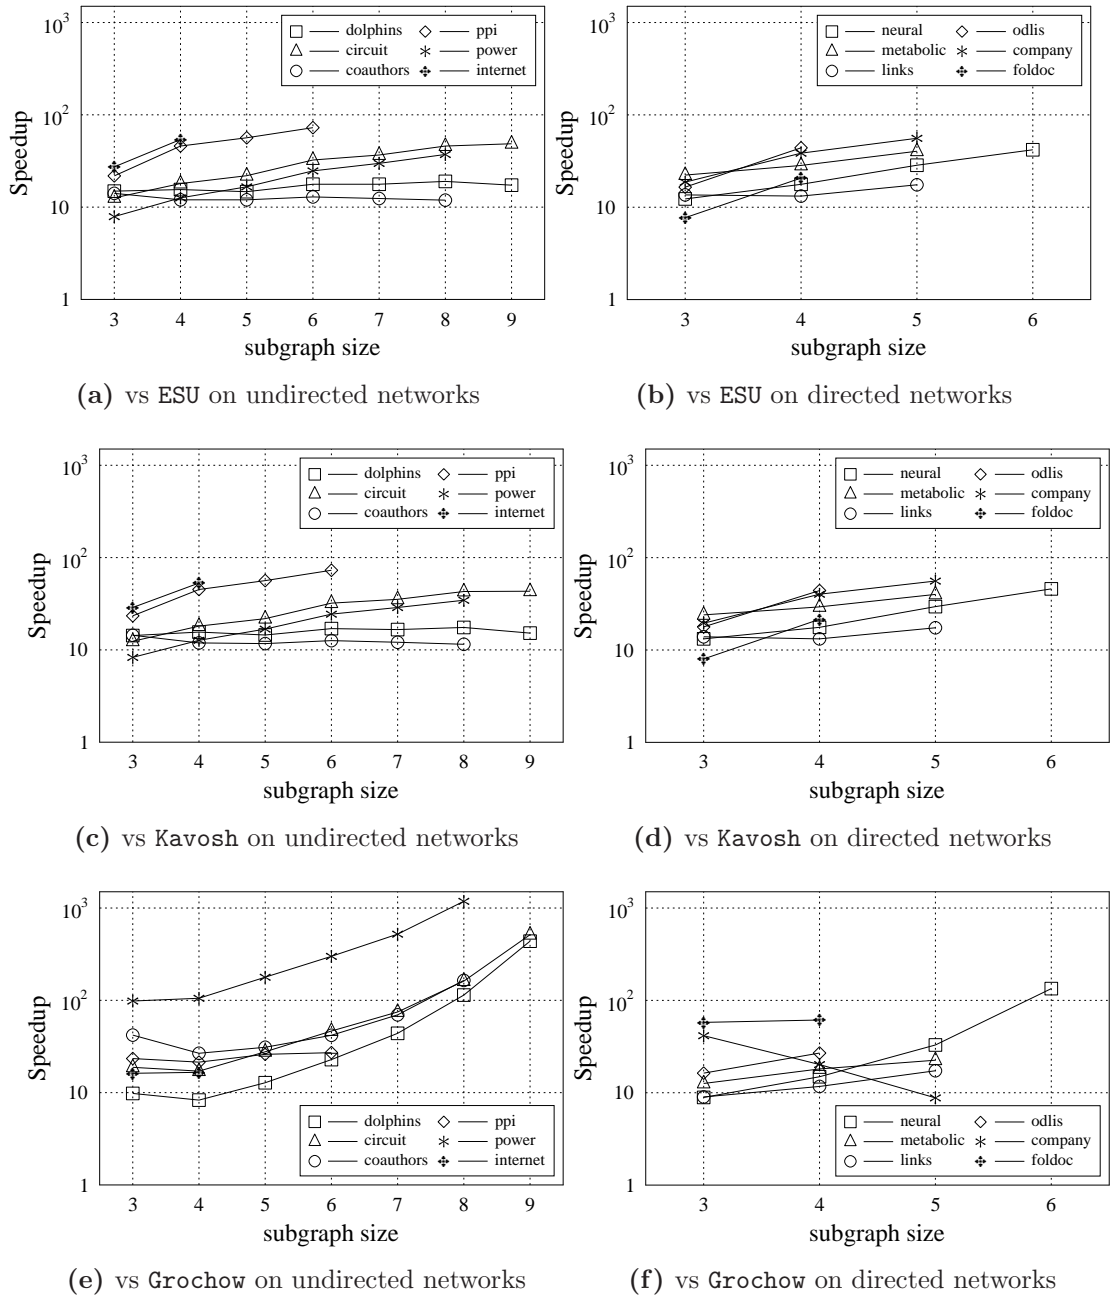 10³
10²
10
1
Speedup
dolphins ppi
circuit power
coauthors internet
3 4 5 6 7 8 9
subgraph size
(a) vs ESU on undirected networks
10³
10²
10
1
Speedup
neural odlis
metabolic company
links foldoc
3 4 5 6
subgraph size
(b) vs ESU on directed networks
10³
10²
10
1
Speedup
dolphins ppi
circuit power
coauthors internet
3 4 5 6 7 8 9
subgraph size
(c) vs Kavosh on undirected networks
10³
10²
10
1
Speedup
neural odlis
metabolic company
links foldoc
3 4 5 6
subgraph size
(d) vs Kavosh on directed networks
10³
10²
10
1
Speedup
dolphins ppi
circuit power
coauthors internet
3 4 5 6 7 8 9
subgraph size
(e) vs Grochow on undirected networks
10³
10²
10
1
Speedup
neural odlis
metabolic company
links foldoc
3 4 5 6
subgraph size
(f) vs Grochow on directed networks